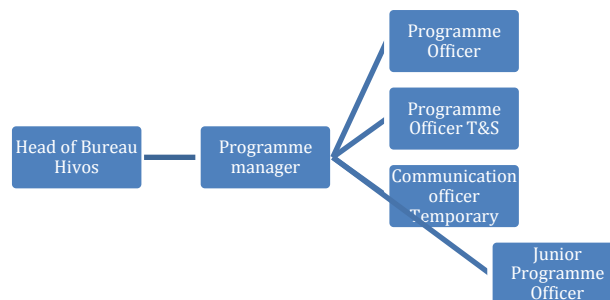 Programme
Officer
Programme
Officer T&S
Head of Bureau
Hivos
Programme
manager
Communication
officer
Temporary
Junior
Programme
Officer